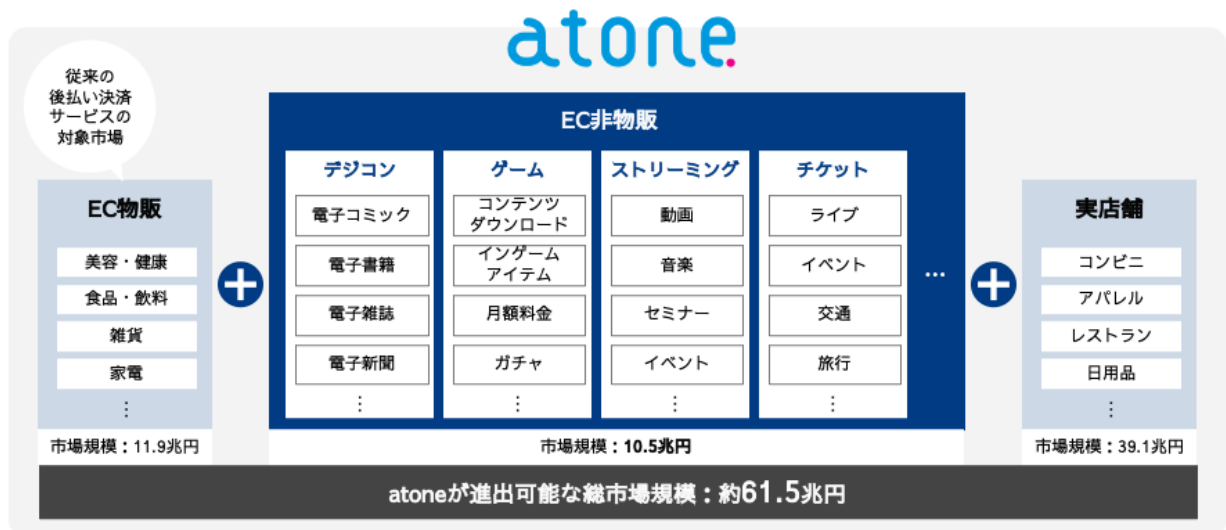 atone.
従来の
後払い決済
サービスの
対象市場
EC物販
美容・健康
食品・飲料
雑貨
家電
⋮
市場規模：11.9兆円
+
EC非物販
デジコン
電子コミック
電子書籍
電子雑誌
電子新聞
⋮
ゲーム
コンテンツ
ダウンロード
インゲーム
アイテム
月額料金
ガチャ
⋮
ストリーミング
動画
音楽
セミナー
イベント
⋮
チケット
ライブ
イベント
交通
旅行
⋮
…
市場規模：10.5兆円
+
実店舗
コンビニ
アパレル
レストラン
日用品
⋮
市場規模：39.1兆円
atoneが進出可能な総市場規模：約61.5兆円